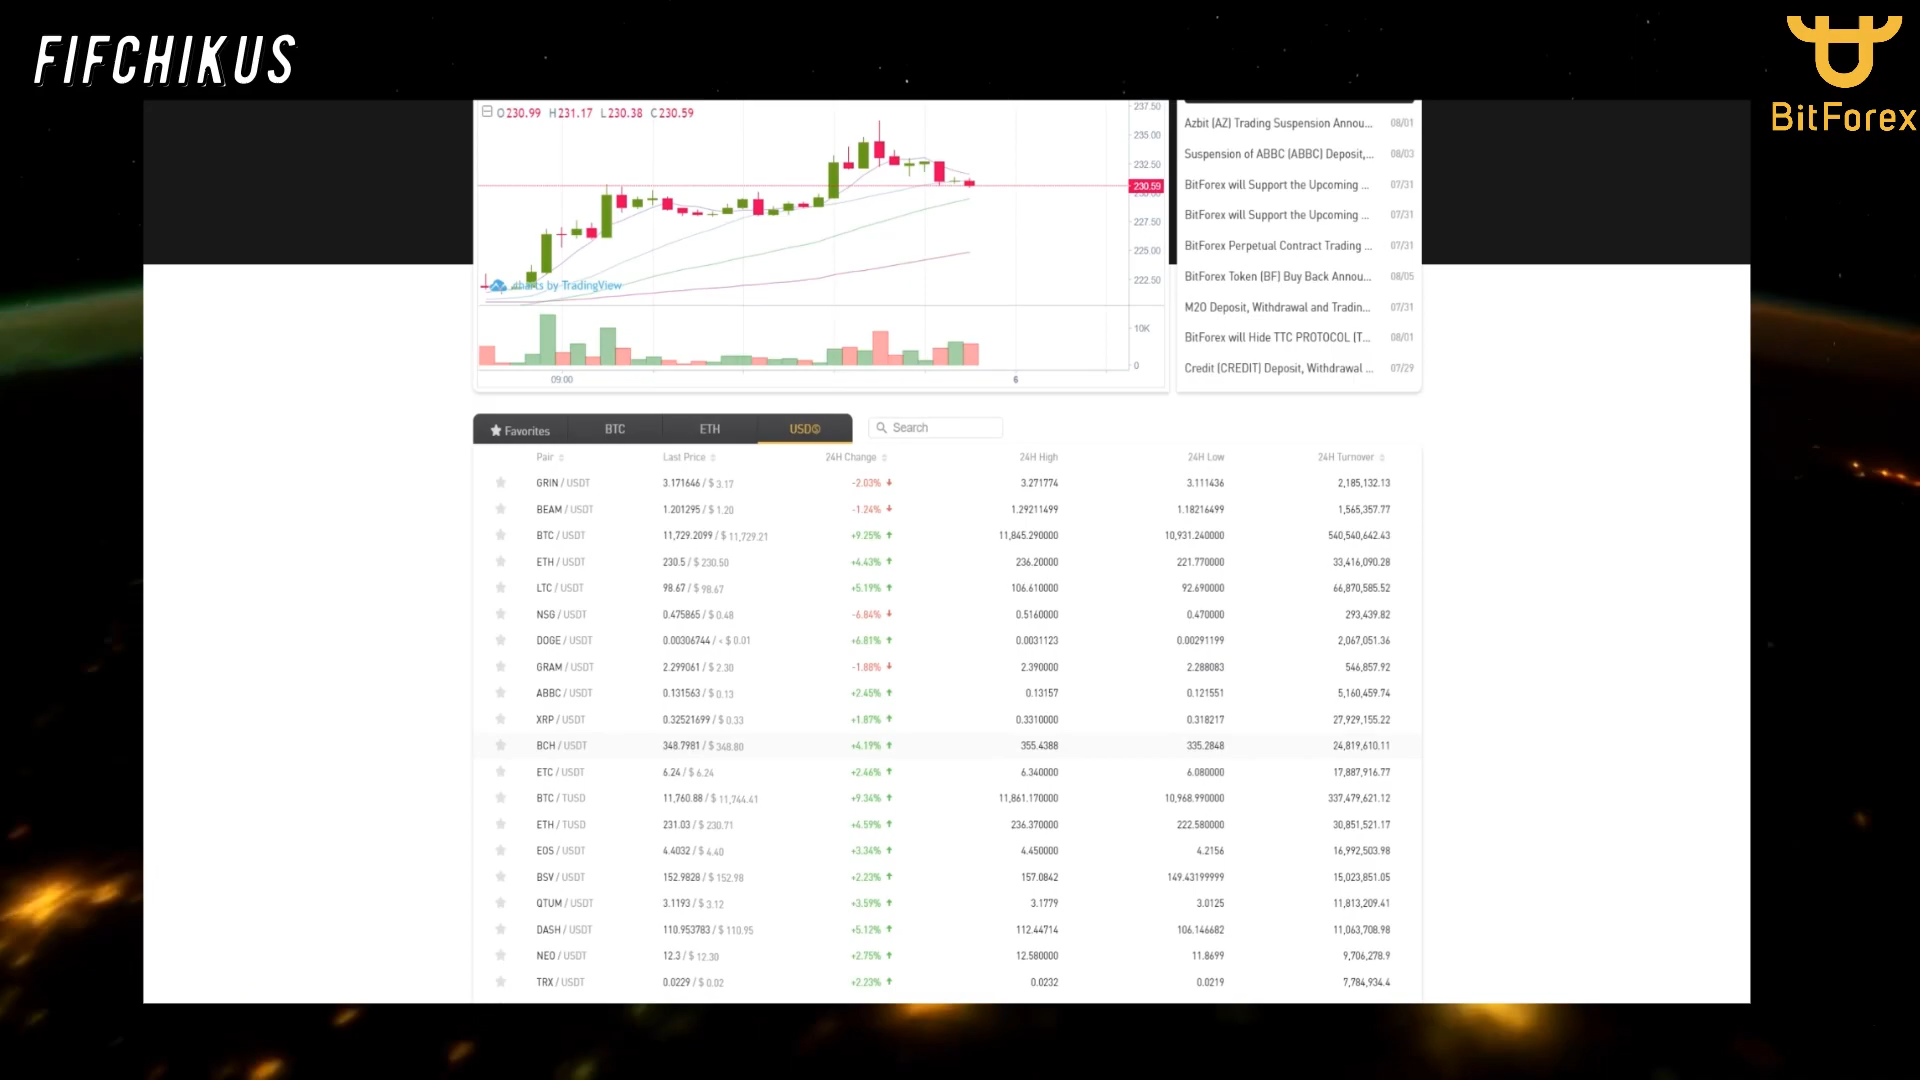 FIFCHIKUS
BitForex
O230.99 H231.17 L230.38 C230.59
237.50
235.00
232.50
230.59
227.50
225.00
222.50
charts by TradingView
10K
0
09:00
6
Azbit (AZ) Trading Suspension Annou... 08/01
Suspension of ABBC (ABBC) Deposit,... 08/03
BitForex will Support the Upcoming ... 07/31
BitForex will Support the Upcoming ... 07/31
BitForex Perpetual Contract Trading ... 07/31
BitForex Token (BF) Buy Back Annou... 08/05
M2O Deposit, Withdrawal and Tradin... 07/31
BitForex will Hide TTC PROTOCOL (T... 08/01
Credit (CREDIT) Deposit, Withdrawal ... 07/29
Favorites BTC ETH USDⓈ Search
Pair Last Price 24H Change 24H High 24H Low 24H Turnover
GRIN / USDT 3.171646 / $ 3.17 -2.03% 3.271774 3.111436 2,185,132.13
BEAM / USDT 1.201295 / $ 1.20 -1.24% 1.29211499 1.18216499 1,565,357.77
BTC / USDT 11,729.2099 / $ 11,729.21 +9.25% 11,845.290000 10,931.240000 540,540,642.43
ETH / USDT 230.5 / $ 230.50 +4.43% 236.20000 221.770000 33,416,090.28
LTC / USDT 98.67 / $ 98.67 +5.19% 106.610000 92.690000 66,870,585.52
NSG / USDT 0.475865 / $ 0.48 -6.84% 0.5160000 0.470000 293,439.82
DOGE / USDT 0.00306744 / < $ 0.01 +6.81% 0.0031123 0.00291199 2,067,051.36
GRAM / USDT 2.299061 / $ 2.30 -1.88% 2.390000 2.288083 546,857.92
ABBC / USDT 0.131563 / $ 0.13 +2.45% 0.13157 0.121551 5,160,459.74
XRP / USDT 0.32521699 / $ 0.33 +1.87% 0.3310000 0.318217 27,929,155.22
BCH / USDT 348.7981 / $ 348.80 +4.19% 355.4388 335.2848 24,819,610.11
ETC / USDT 6.24 / $ 6.24 +2.46% 6.340000 6.080000 17,887,916.77
BTC / TUSD 11,760.88 / $ 11,744.41 +9.34% 11,861.170000 10,968.990000 337,479,621.12
ETH / TUSD 231.03 / $ 230.71 +4.59% 236.370000 222.580000 30,851,521.17
EOS / USDT 4.4032 / $ 4.40 +3.34% 4.450000 4.2156 16,992,503.98
BSV / USDT 152.9828 / $ 152.98 +2.23% 157.0842 149.43199999 15,023,851.05
QTUM / USDT 3.1193 / $ 3.12 +3.59% 3.1779 3.0125 11,813,209.41
DASH / USDT 110.953783 / $ 110.95 +5.12% 112.44714 106.146682 11,063,708.98
NEO / USDT 12.3 / $ 12.30 +2.75% 12.580000 11.8699 9,706,278.9
TRX / USDT 0.0229 / $ 0.02 +2.23% 0.0232 0.0219 7,784,934.4